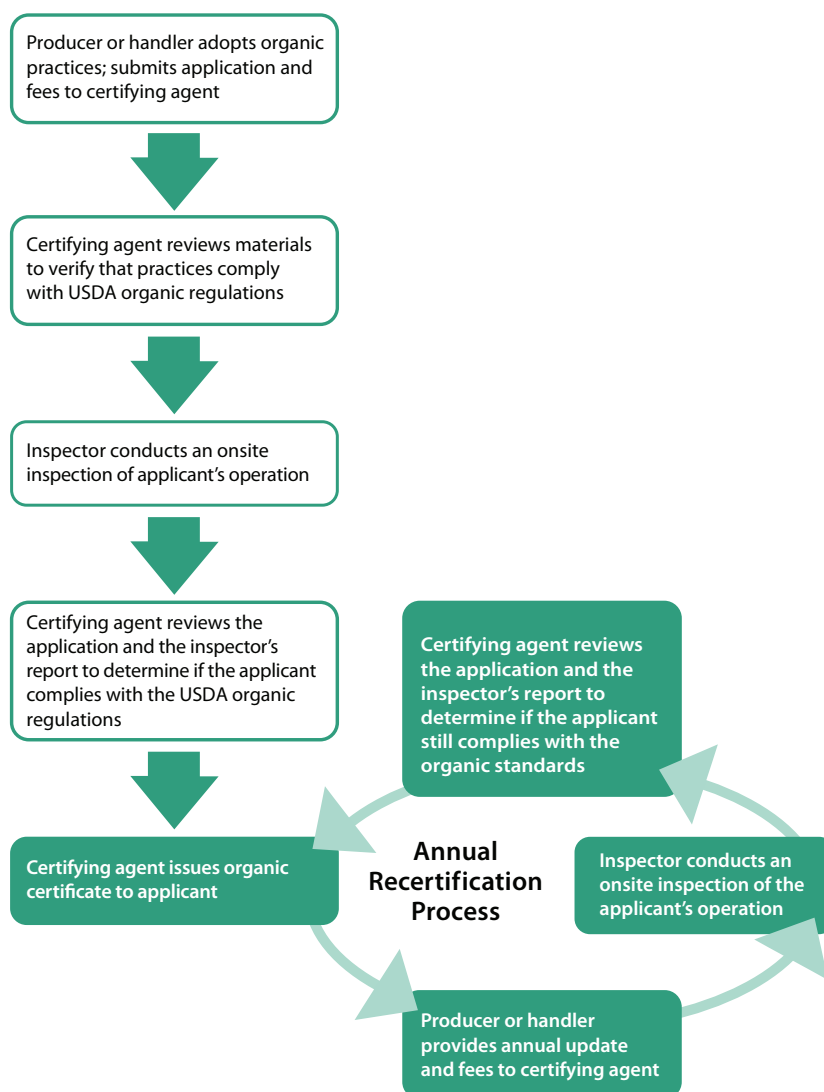 Producer or handler adopts organic
practices; submits application and
fees to certifying agent
Certifying agent reviews materials
to verify that practices comply
with USDA organic regulations
Inspector conducts an onsite
inspection of applicant’s operation
Certifying agent reviews the
application and the inspector’s
report to determine if the applicant
complies with the USDA organic
regulations
Certifying agent issues organic
certificate to applicant
Annual
Recertification
Process
Producer or handler
provides annual update
and fees to certifying agent
Inspector conducts an
onsite inspection of the
applicant’s operation
Certifying agent reviews
the application and the
inspector’s report to
determine if the applicant
still complies with the
organic standards